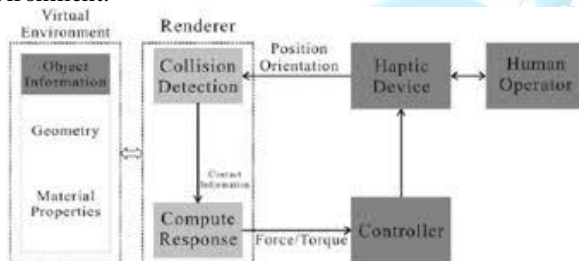 Virtual
Environment
Object
Information
Geometry
Material
Properties
Renderer
Collision
Detection
Contact
Information
Compute
Response
Position
Orientation
Force/Torque
Haptic
Device
Controller
Human
Operator